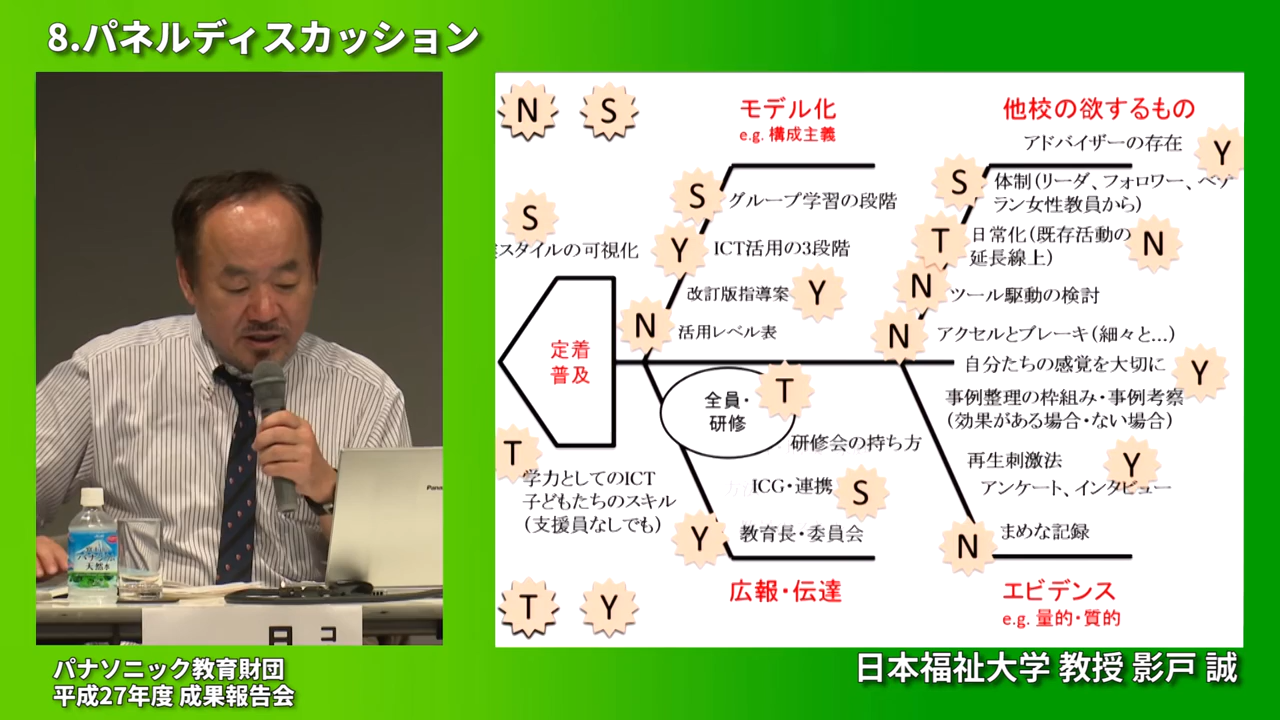 8.パネルディスカッション
N
S
モデル化
e.g. 構成主義
他校の欲するもの
アドバイザーの存在
Y
S
グループ学習の段階
S
体制(リーダ、フォロワー、ベテ
ラン女性教員から)
S
スタイルの可視化
Y
ICT活用の3段階
T
日常化(既存活動の
延長線上)
N
改訂版指導案
Y
N
ツール駆動の検討
N
活用レベル表
N
アクセルとブレーキ(細々と...)
定着
普及
自分たちの感覚を大切に
Y
全員・
研修
T
事例整理の枠組み・事例考察
(効果がある場合・ない場合)
研修会の持ち方
T
学力としてのICT
子どもたちのスキル
(支援員なしでも)
再生刺激法
Y
アンケート、インタビュー
ICG・連携
S
Y
教育長・委員会
N
まめな記録
T
Y
広報・伝達
エビデンス
e.g. 量的・質的
天然水
パナソニック教育財団
平成27年度 成果報告会
日本福祉大学 教授 影戸 誠